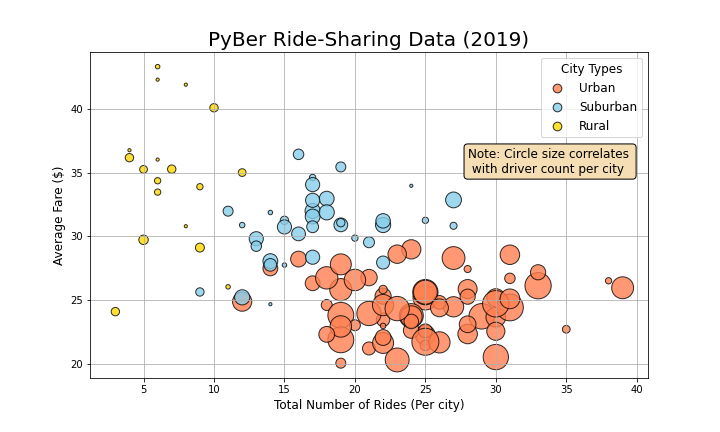 PyBer Ride-Sharing Data (2019)
City Types
Urban
Suburban
Rural
Note: Circle size correlates
with driver count per city
Average Fare ($)
40
35
30
25
20
5
10
15
20
25
30
35
40
Total Number of Rides (Per city)